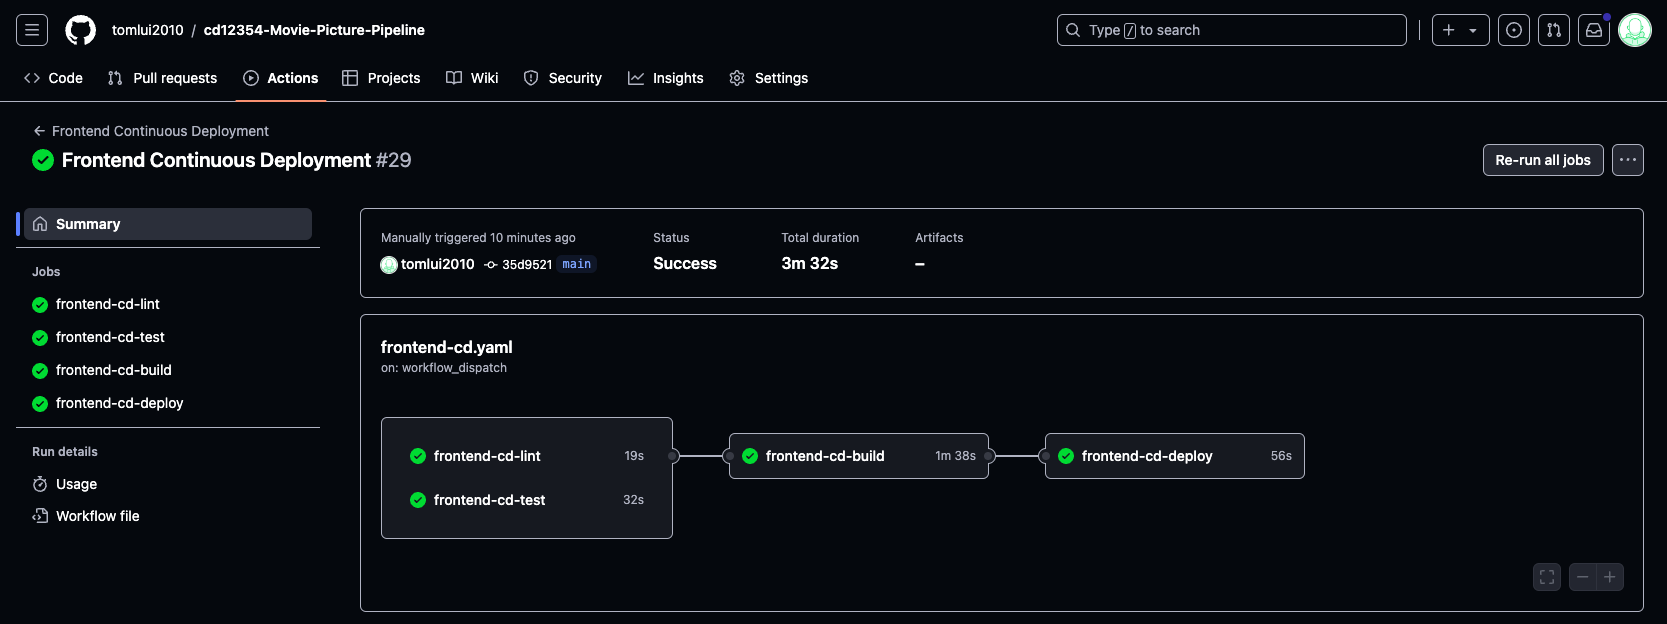 tomlui2010 / cd12354-Movie-Picture-Pipeline
Type / to search
Code Pull requests Actions Projects Wiki Security Insights Settings
← Frontend Continuous Deployment
Frontend Continuous Deployment #29
Re-run all jobs
Summary
Jobs
frontend-cd-lint
frontend-cd-test
frontend-cd-build
frontend-cd-deploy
Run details
Usage
Workflow file
Manually triggered 10 minutes ago
tomlui2010 35d9521 main
Status
Success
Total duration
3m 32s
Artifacts
–
frontend-cd.yaml
on: workflow_dispatch
frontend-cd-lint 19s
frontend-cd-test 32s
frontend-cd-build 1m 38s
frontend-cd-deploy 56s